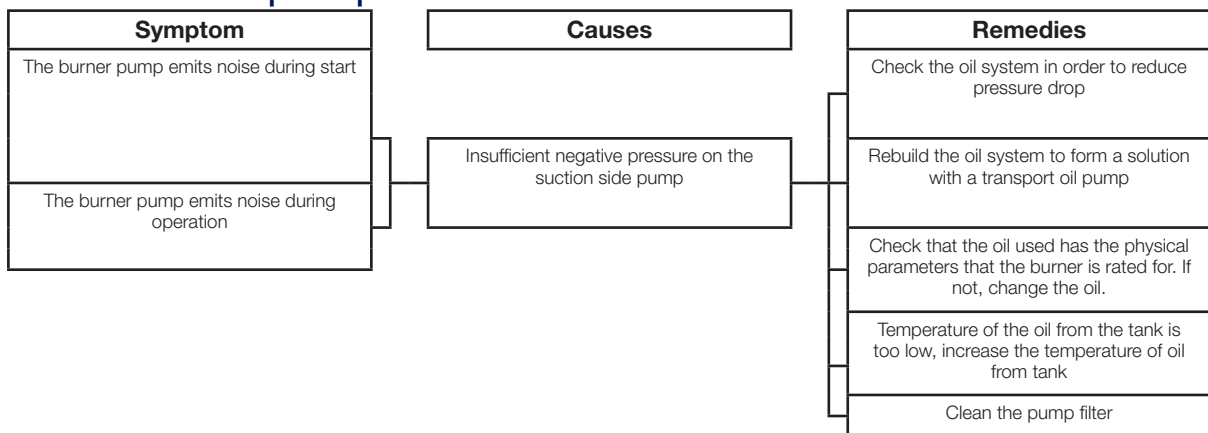 Symptom
Causes
Remedies
The burner pump emits noise during start
Check the oil system in order to reduce
pressure drop
Insufficient negative pressure on the
suction side pump
Rebuild the oil system to form a solution
with a transport oil pump
The burner pump emits noise during
operation
Check that the oil used has the physical
parameters that the burner is rated for. If
not, change the oil.
Temperature of the oil from the tank is
too low, increase the temperature of oil
from tank
Clean the pump filter